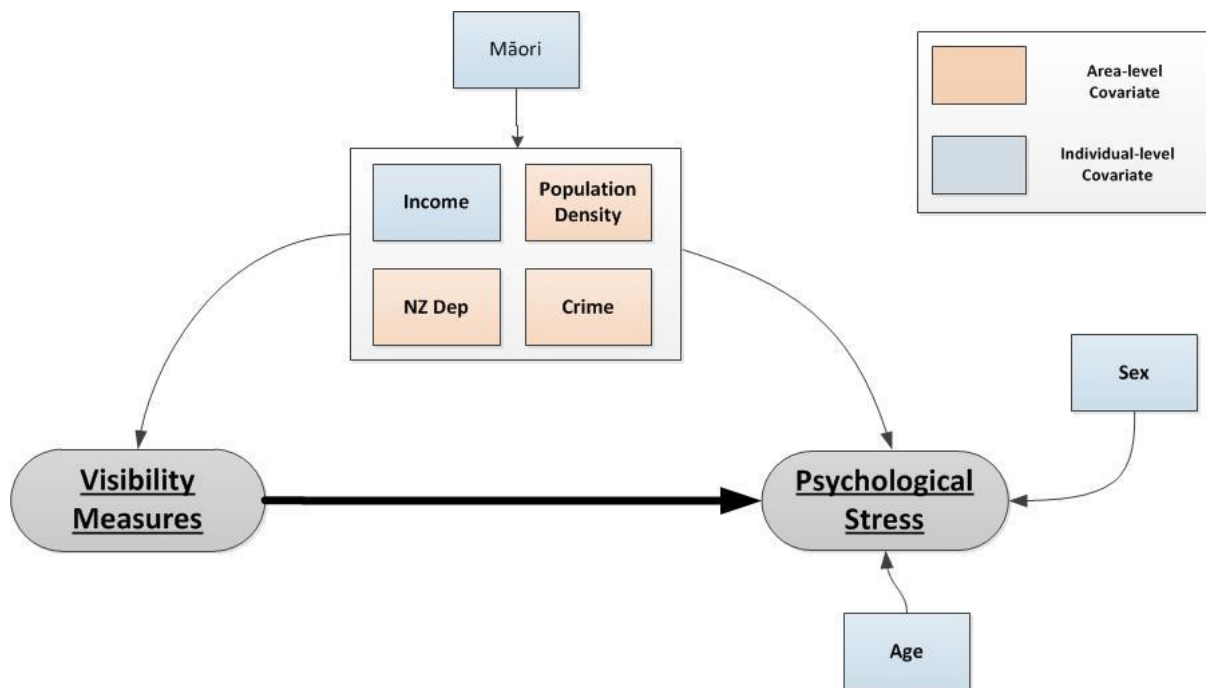 Māori
Area-level
Covariate
Individual-level
Covariate
Income
Population
Density
NZ Dep
Crime
Sex
Visibility
Measures
Psychological
Stress
Age